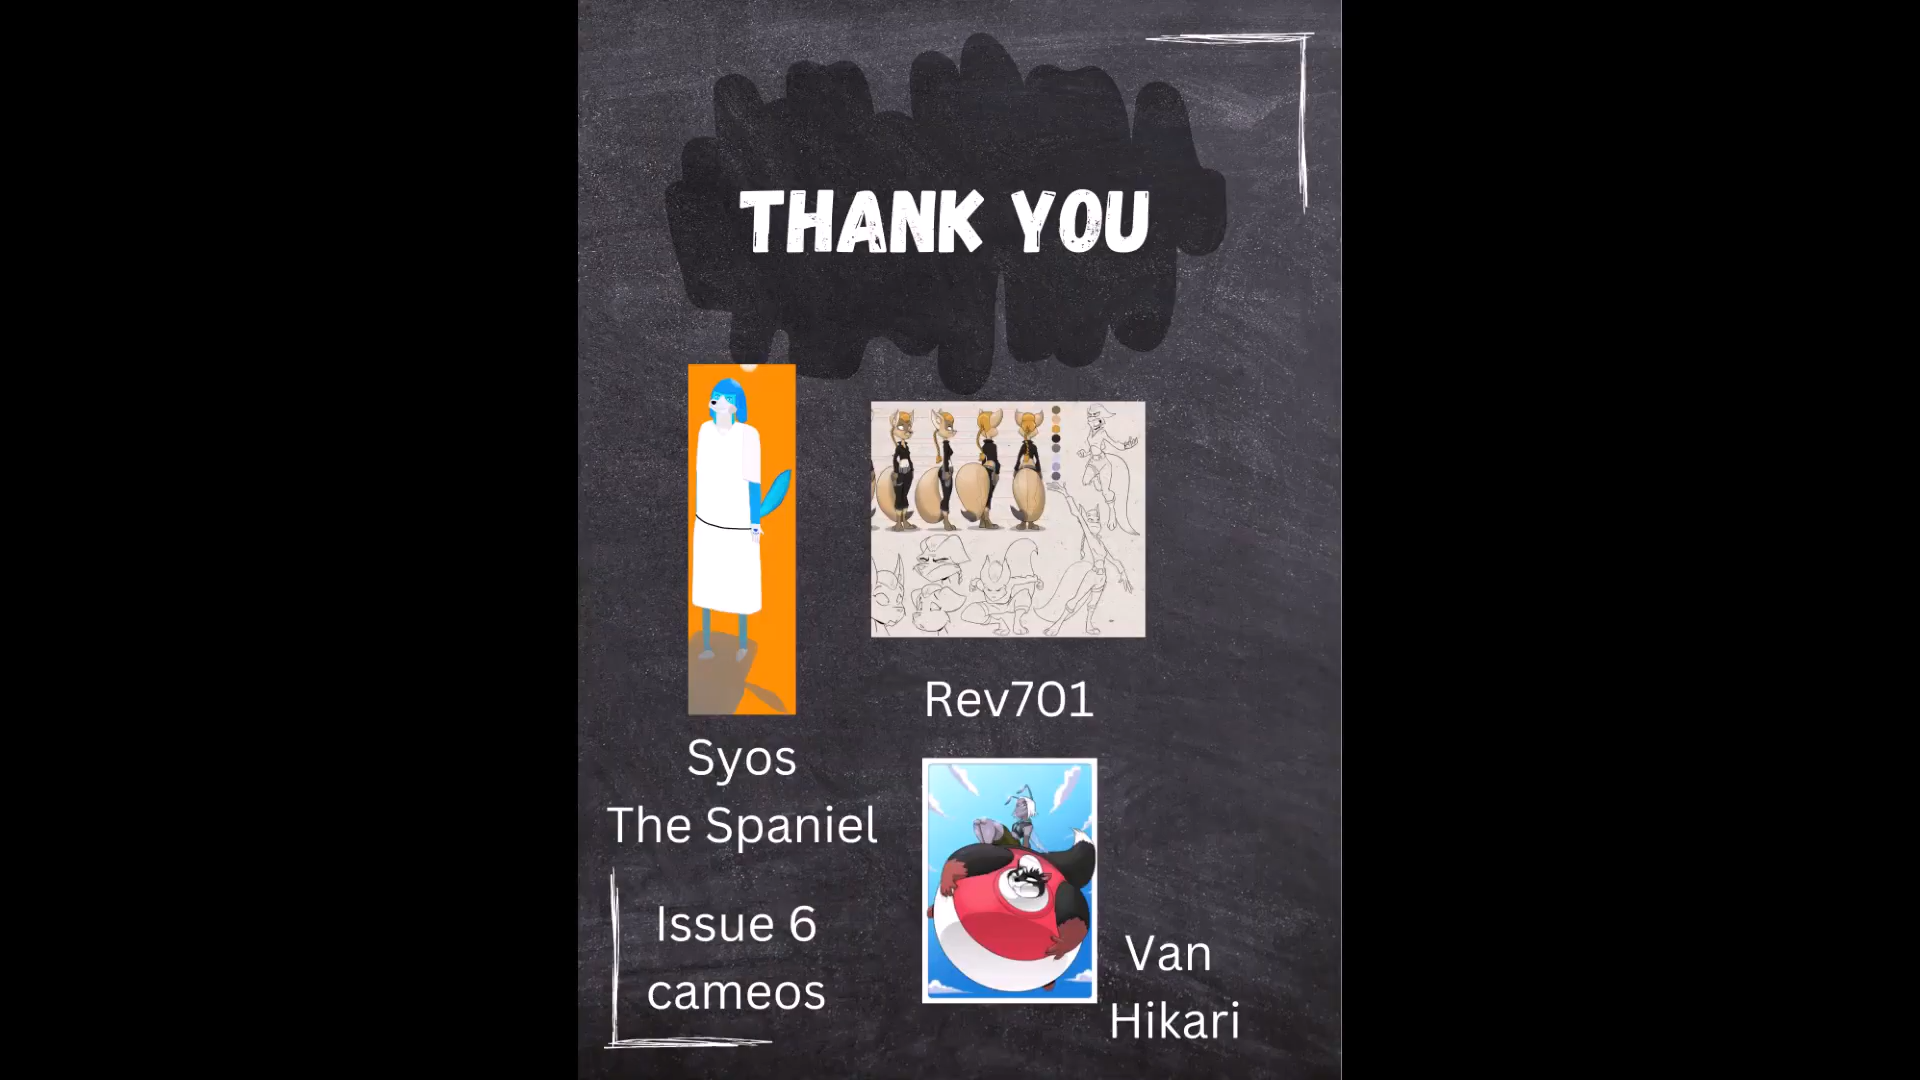 THANK YOU
Rev701
Syos
The Spaniel
Issue 6
cameos
Van
Hikari